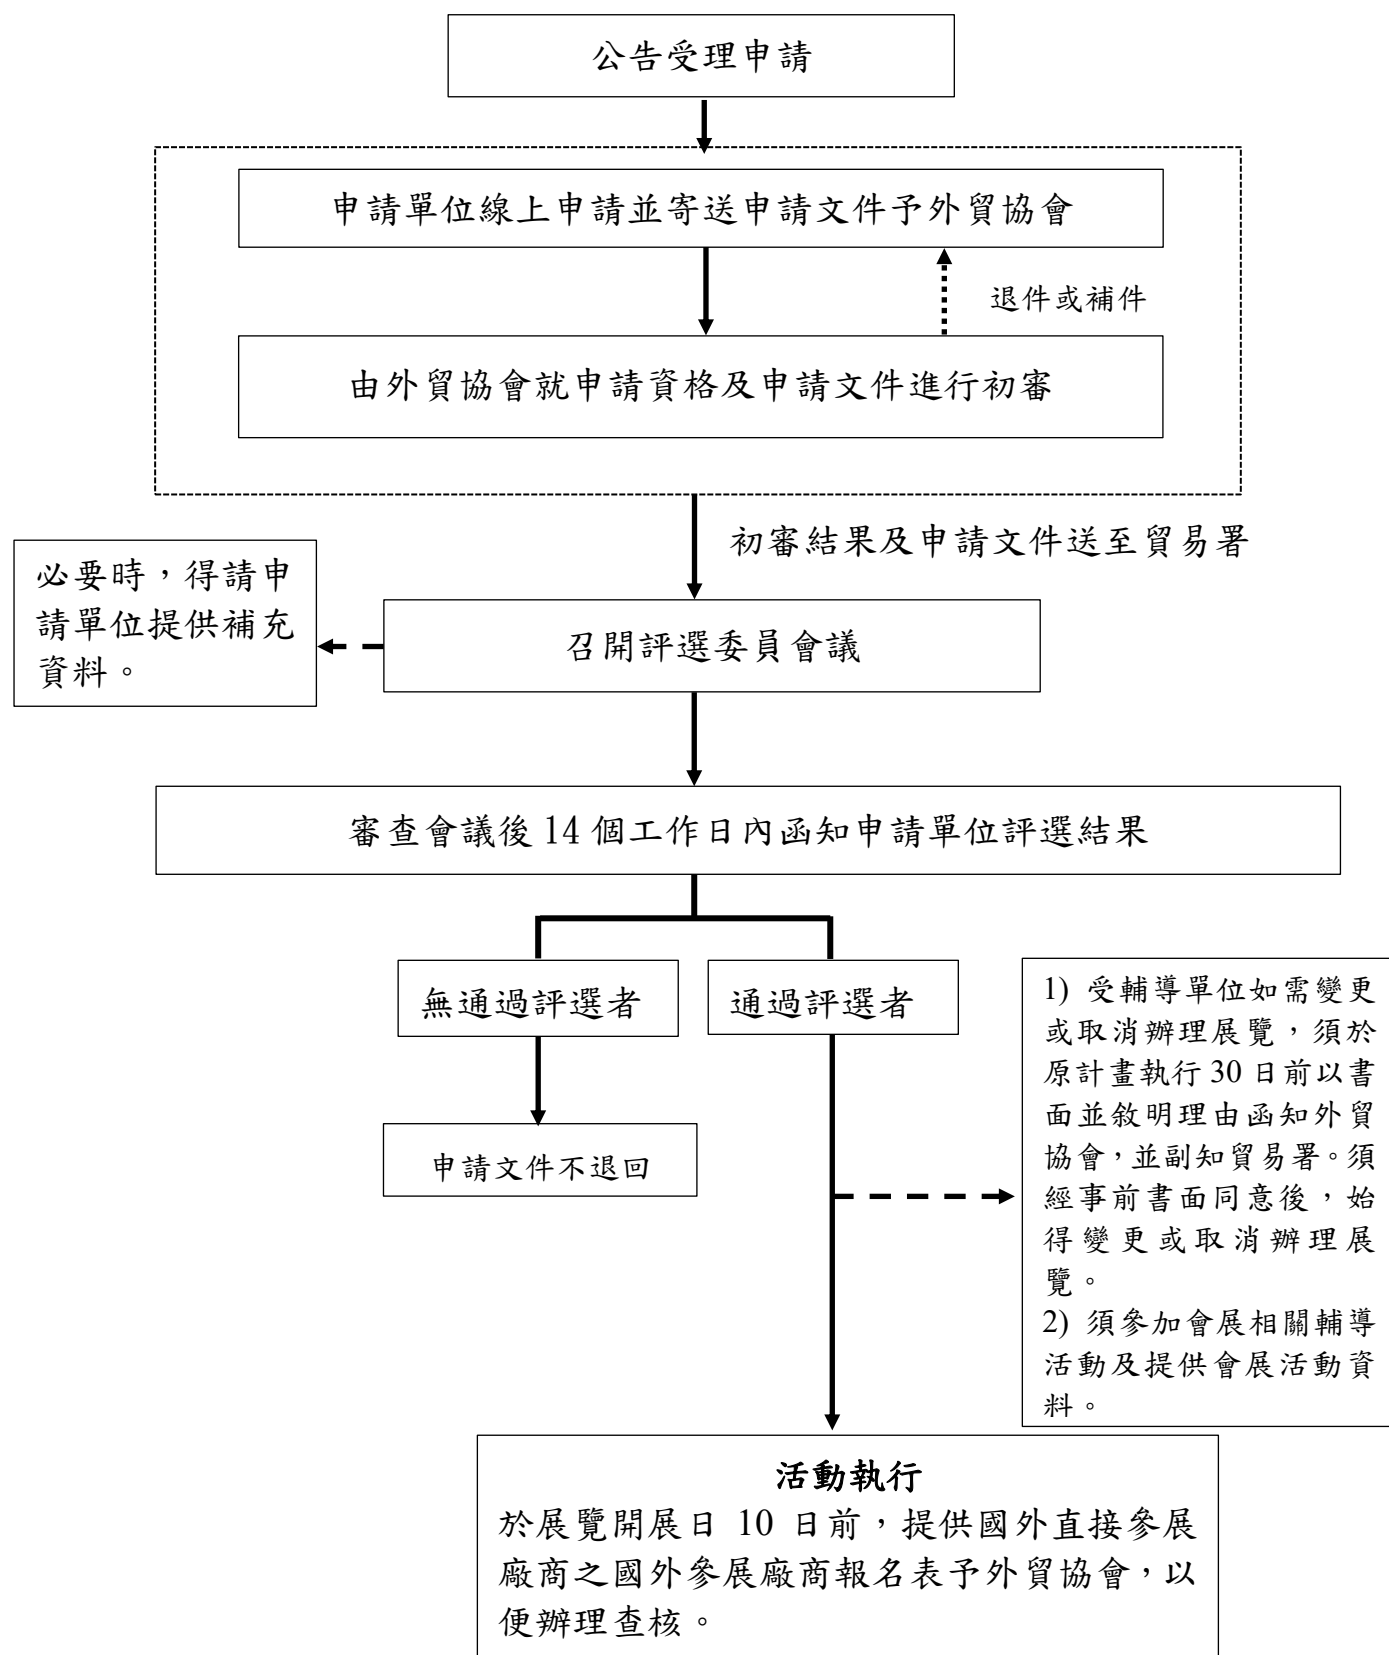 公告受理申請
申請單位線上申請並寄送申請文件予外貿協會
退件或補件
由外貿協會就申請資格及申請文件進行初審
初審結果及申請文件送至貿易署
必要時，得請申
請單位提供補充
資料。
召開評選委員會議
審查會議後 14 個工作日內函知申請單位評選結果
無通過評選者
通過評選者
申請文件不退回
1) 受輔導單位如需變更
或取消辦理展覽，須於
原計畫執行 30 日前以書
面並敘明理由函知外貿
協會，並副知貿易署。須
經事前書面同意後，始
得變更或取消辦理展
覽。
2) 須參加會展相關輔導
活動及提供會展活動資
料。
活動執行
於展覽開展日 10 日前，提供國外直接參展
廠商之國外參展廠商報名表予外貿協會，以
便辦理查核。